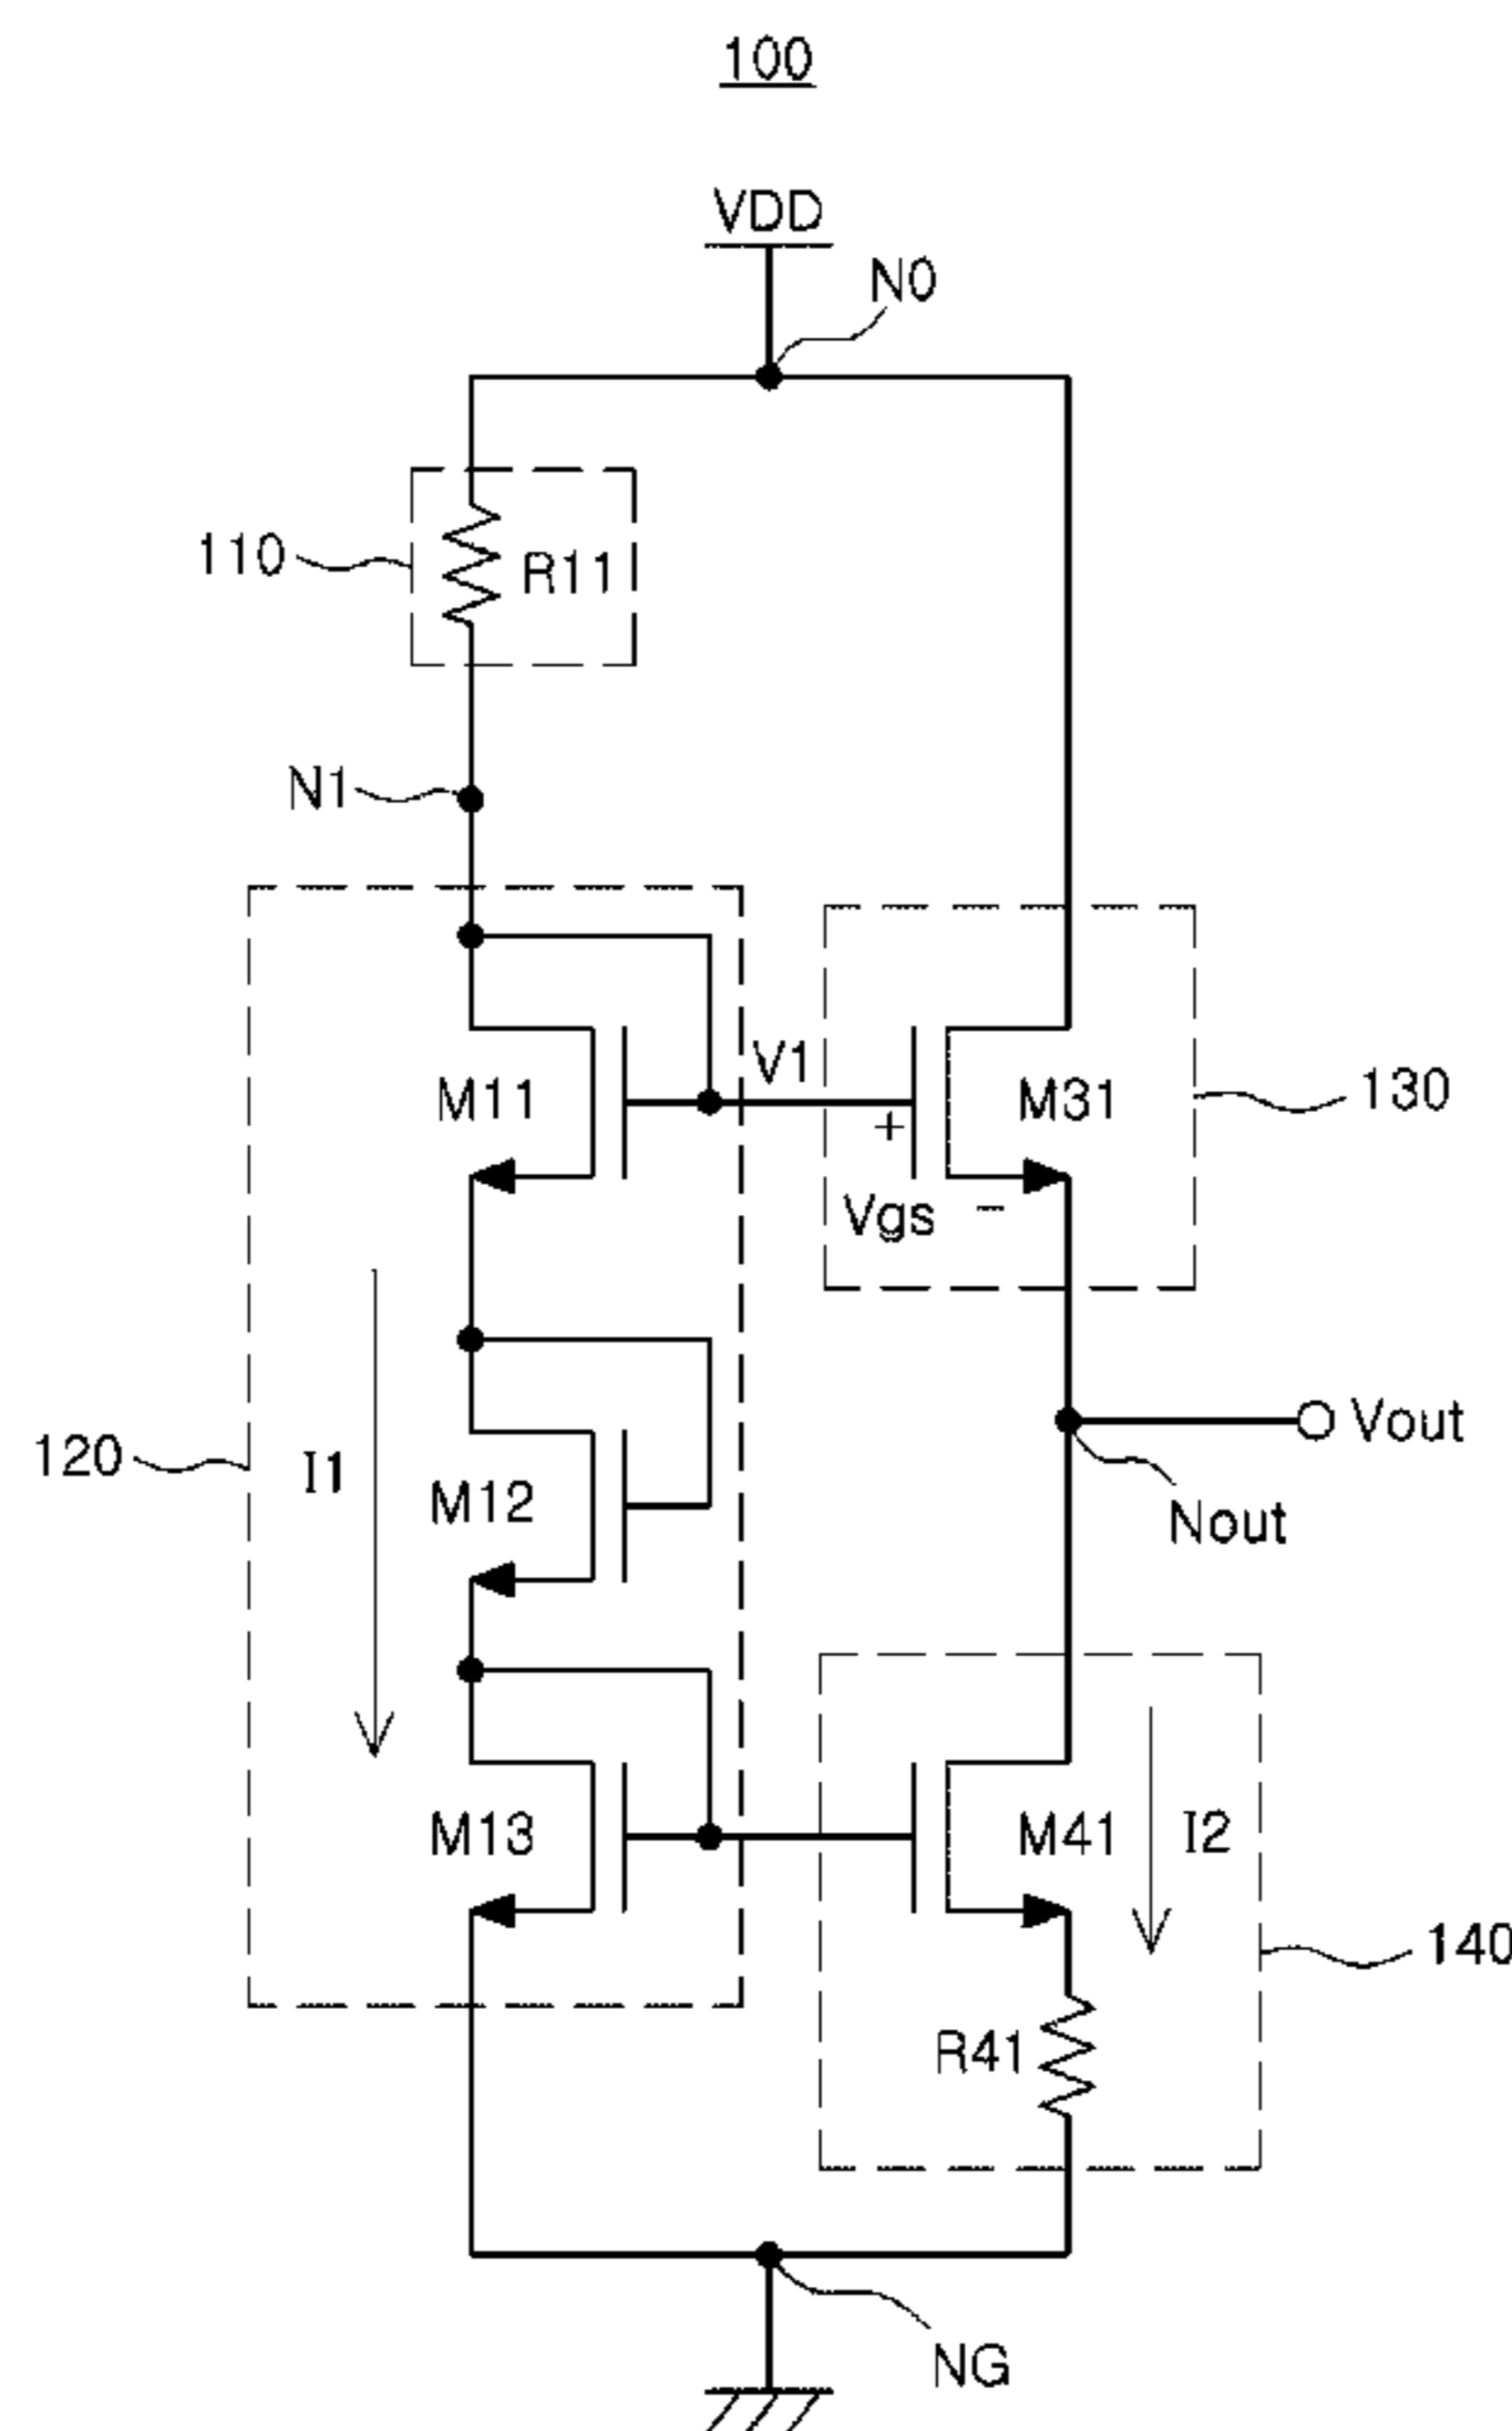 100
VDD
N0
110
R11
N1
V1
M11
M31
130
+
Vgs
−
Vout
120
I1
M12
Nout
M13
M41
I2
140
R41
NG